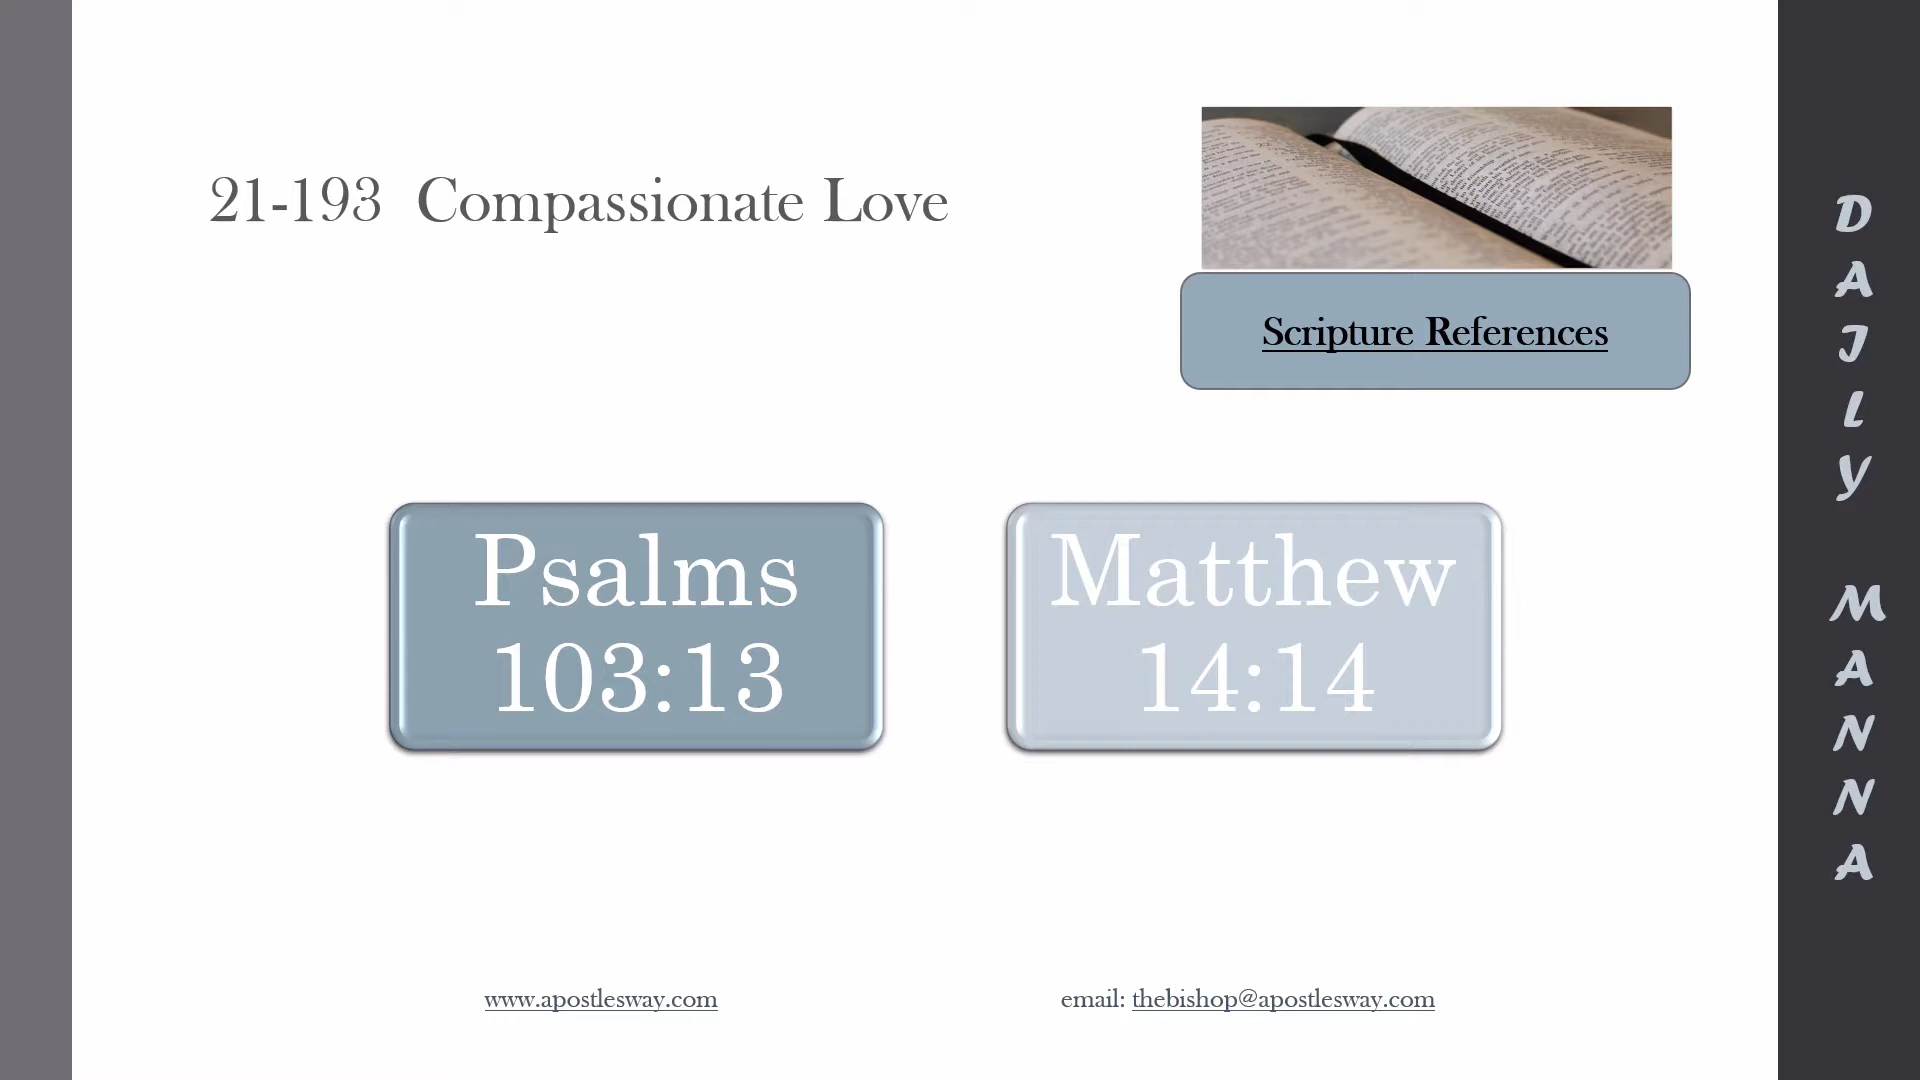 21-193 Compassionate Love
Scripture References
Psalms
103:13
Matthew
14:14
www.apostlesway.com
email: thebishop@apostlesway.com
DAILY MANNA